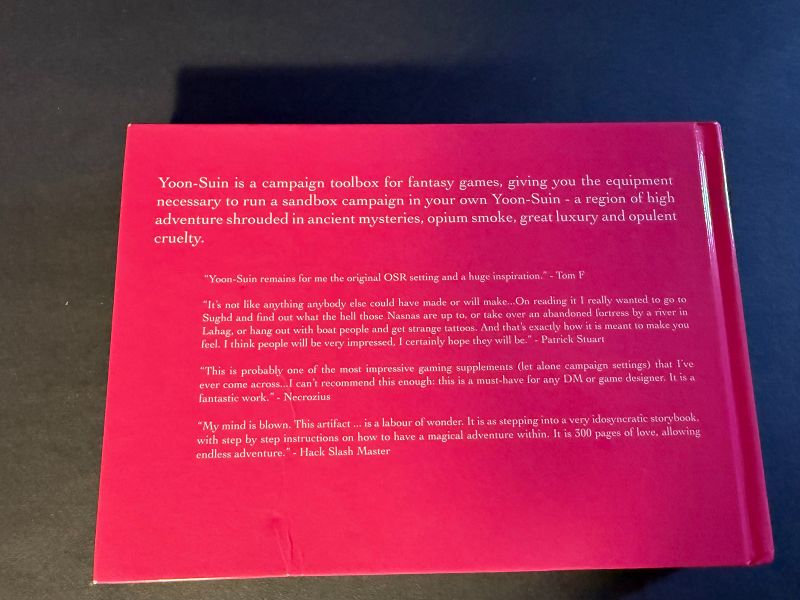 Yoon-Suin is a campaign toolbox for fantasy games, giving you the equipment
necessary to run a sandbox campaign in your own Yoon-Suin - a region of high
adventure shrouded in ancient mysteries, opium smoke, great luxury and opulent
cruelty.
"Yoon-Suin remains for me the original OSR setting and a huge inspiration." - Tom F
"It's not like anything anybody else could have made or will make...On reading it I really wanted to go to
Sughd and find out what the hell those Nasnas are up to, or take over an abandoned fortress by a river in
Lahag, or hang out with boat people and get strange tattoos. And that's exactly how it is meant to make you
feel. I think people will be very impressed, I certainly hope they will be." - Patrick Stuart
"This is probably one of the most impressive gaming supplements (let alone campaign settings) that I've
ever come across...I can't recommend this enough: this is a must-have for any DM or game designer. It is a
fantastic work." - Necrozius
"My mind is blown. This artifact ... is a labour of wonder. It is as stepping into a very idosyncratic storybook,
with step by step instructions on how to have a magical adventure within. It is 300 pages of love, allowing
endless adventure." - Hack Slash Master